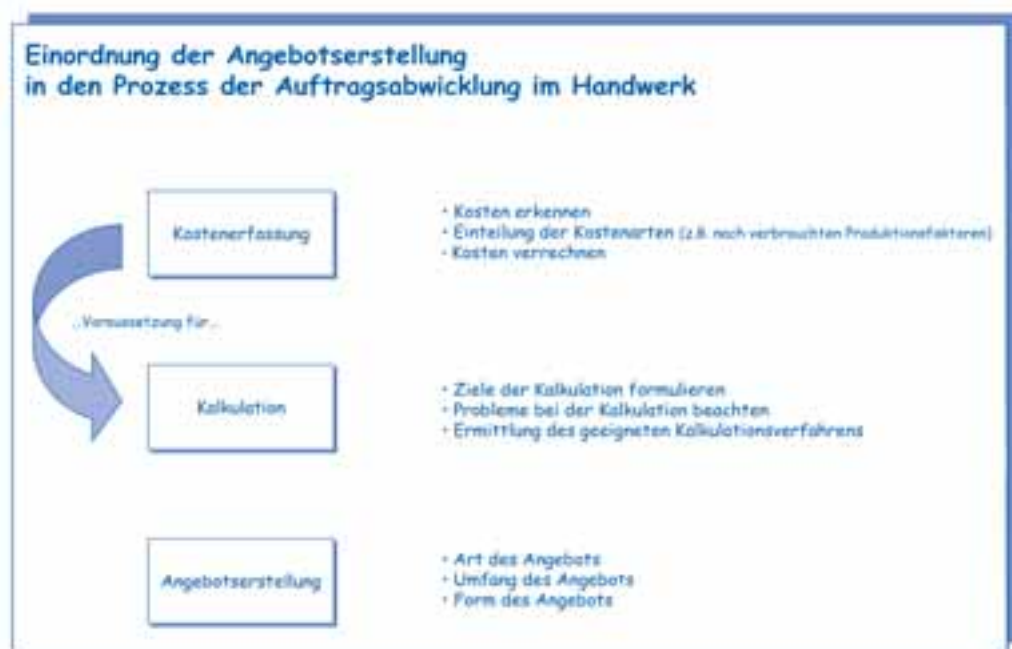 Einordnung der Angebotserstellung
in den Prozess der Auftragsabwicklung im Handwerk
Kostenerfassung
• Kosten erkennen
• Einteilung der Kostenarten (z.B. nach verbrauchten Produktionsfaktoren)
• Kosten verrechnen
...Voraussetzung für...
Kalkulation
• Ziele der Kalkulation formulieren
• Probleme bei der Kalkulation beachten
• Ermittlung des geeigneten Kalkulationsverfahrens
Angebotserstellung
• Art des Angebots
• Umfang des Angebots
• Form des Angebots